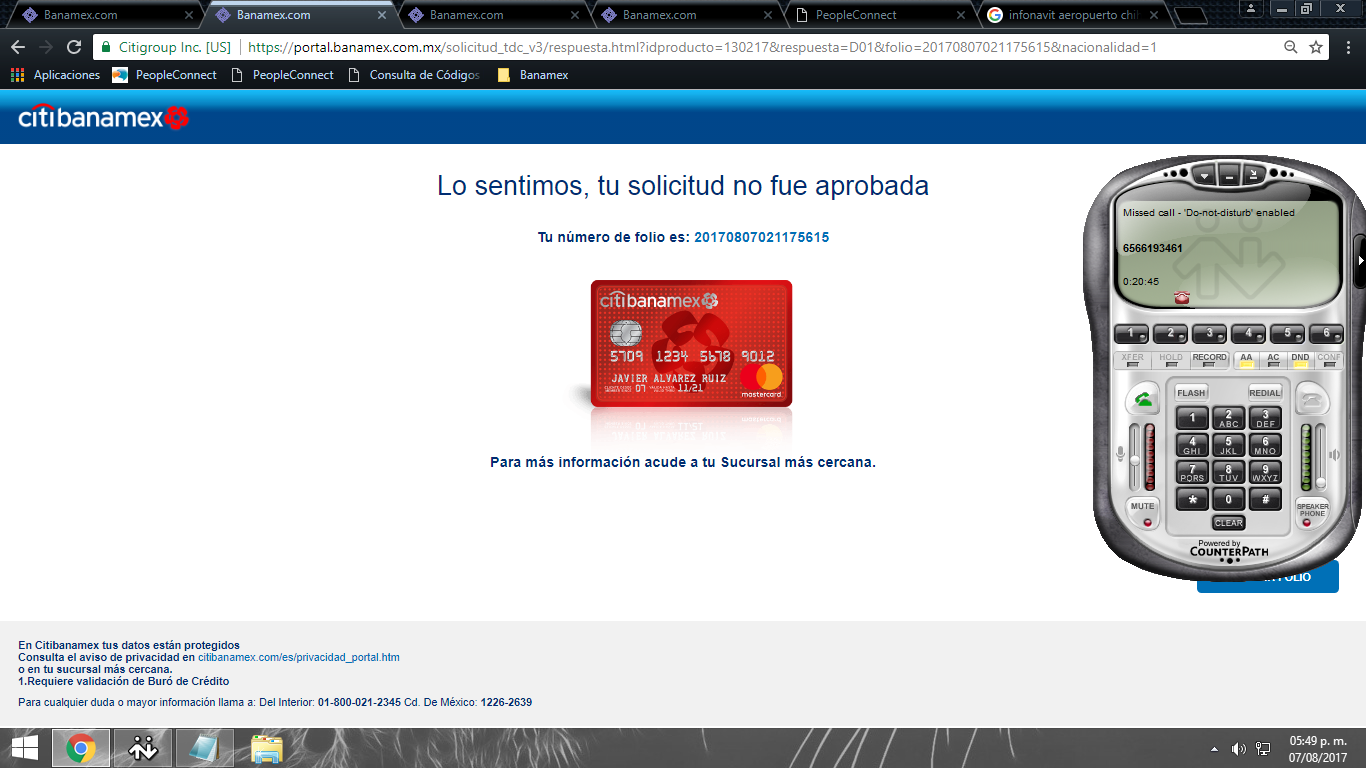 Banamex.com
Banamex.com
Banamex.com
Banamex.com
PeopleConnect
infonavit aeropuerto chi
Citigroup Inc. [US]
https://portal.banamex.com.mx/solicitud_tdc_v3/respuesta.html?idproducto=130217&respuesta=D01&folio=20170807021175615&nacionalidad=1
Aplicaciones
PeopleConnect
PeopleConnect
Consulta de Códigos
Banamex
citibanamex
Lo sentimos, tu solicitud no fue aprobada
Tu número de folio es: 20170807021175615
citibanamex
5709 1234 5678 9012
JAVIER ALVAREZ RUIZ
07 11/21
mastercard
Para más información acude a tu Sucursal más cercana.
Missed call - 'Do-not-disturb' enabled
6566193461
0:20:45
1 2 3 4 5 6
XFER HOLD RECORD AA AC DND CONF
FLASH REDIAL
1 2 ABC 3 DEF
4 GHI 5 JKL 6 MNO
7 PQRS 8 TUV 9 WXYZ
* 0 #
MUTE
SPEAKER PHONE
CLEAR
Powered by
COUNTERPATH
FOLIO
En Citibanamex tus datos están protegidos
Consulta el aviso de privacidad en citibanamex.com/es/privacidad_portal.htm
o en tu sucursal más cercana.
1.Requiere validación de Buró de Crédito
Para cualquier duda o mayor información llama a: Del Interior: 01-800-021-2345 Cd. De México: 1226-2639
05:49 p. m.
07/08/2017